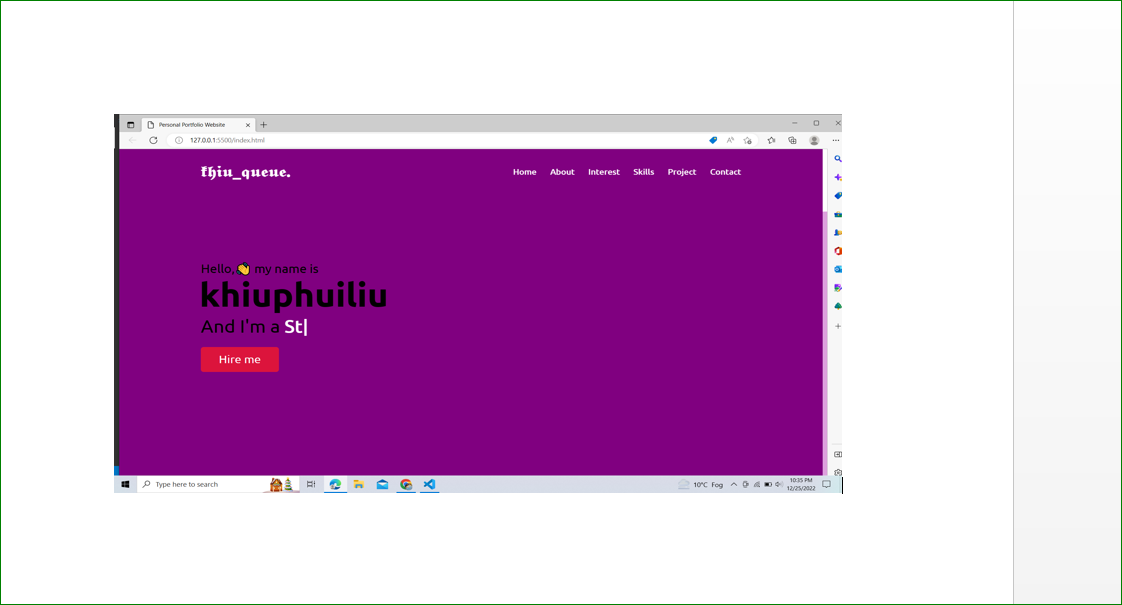 Personal Portfolio Website
127.0.0.1:5500/index.html
khiu_queue.
Home About Interest Skills Project Contact
Hello, 👋 my name is
khiuphuiliu
And I'm a St|
Hire me
Type here to search
10°C Fog
10:35 PM
12/25/2022